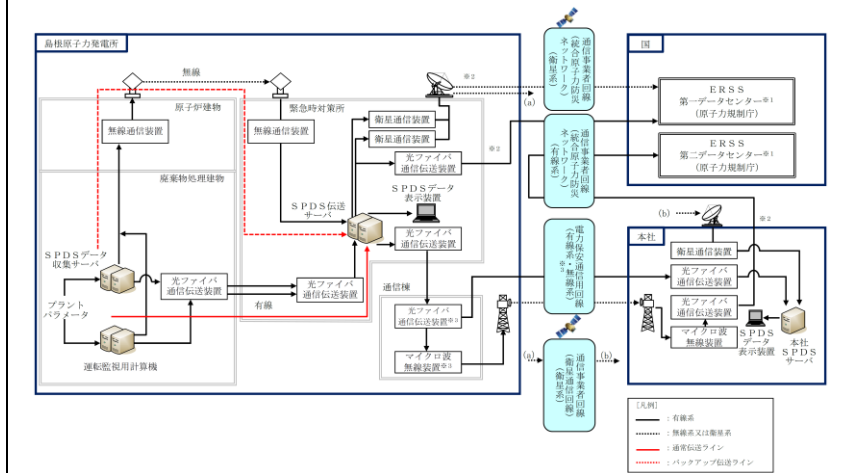 島根原子力発電所
無線
原子炉建物
無線通信装置
廃棄物処理建物
SPDSデータ
収集サーバ
プラント
パラメータ
運転監視用計算機
光ファイバ
通信伝送装置
有線
緊急時対策所
無線通信装置
衛星通信装置
衛星通信装置
光ファイバ
通信伝送装置
SPDS伝送
サーバ
SPDSデータ
表示装置
光ファイバ
通信伝送装置
光ファイバ
通信伝送装置
通信棟
光ファイバ
通信伝送装置※3
マイクロ波
無線装置※3
※2
※2
(a)
通信事業者回線
(統合原子力防災
ネットワーク)
(衛星系)
通信事業者回線
(統合原子力防災
ネットワーク)
(有線系)
電力保安通信用回線
(有線系・無線系)
※3
(a)
(b)
通信事業者回線
(衛星通信回線)
(衛星系)
国
ERSS
第一データセンター※1
(原子力規制庁)
ERSS
第二データセンター※1
(原子力規制庁)
(b)
※2
本社
衛星通信装置
光ファイバ
通信伝送装置
光ファイバ
通信伝送装置
マイクロ波
無線装置
SPDS
データ
表示装置
本社
SPDS
サーバ
[凡例]
:有線系
:無線系又は衛星系
:通常伝送ライン
:バックアップ伝送ライン